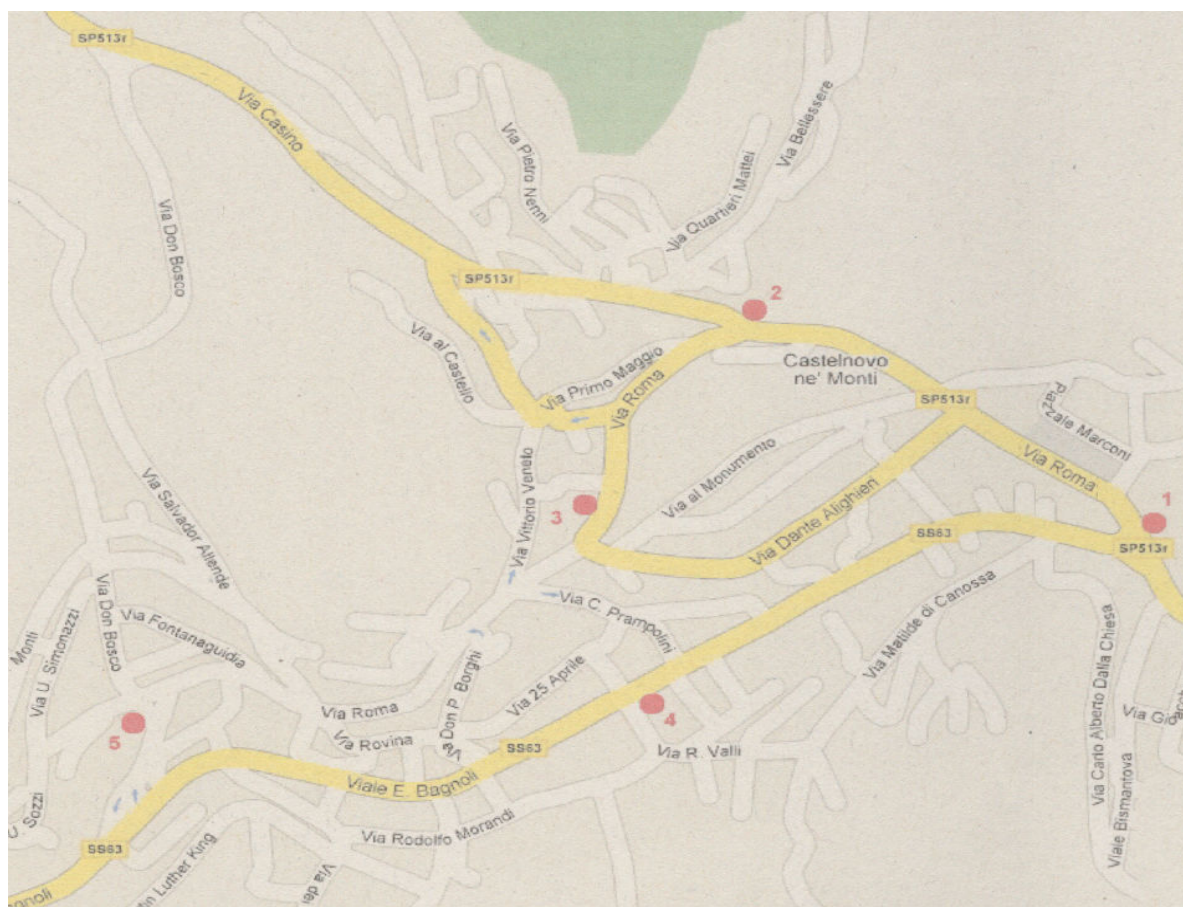 SP513r
Via Casino
Via Pietro Nenni
Via Bellessere
Via Quartieri Mattei
Via Don Bosco
SP513r
2
Via al Castello
Via Primo Maggio
Via Roma
Castelnovo
ne' Monti
SP513r
Piazzale Marconi
Via Roma
Via al Monumento
1
3
Via Vittorio Veneto
Via Salvador Allende
Via Dante Alighieri
SS63
SP513r
Via Don Bosco
Via Fontanaguidia
Via C. Prampolini
Via Matilde di Canossa
Monti
Via U. Simonazzi
Via 25 Aprile
Via Carlo Alberto Dalla Chiesa
Via Roma
Don P. Borghi
4
5
Via Rovina
SS63
Via R. Valli
Viale E. Bagnoli
Viale Bismantova
U. Sozzi
SS63
Via Rodolfo Morandi
Luther King